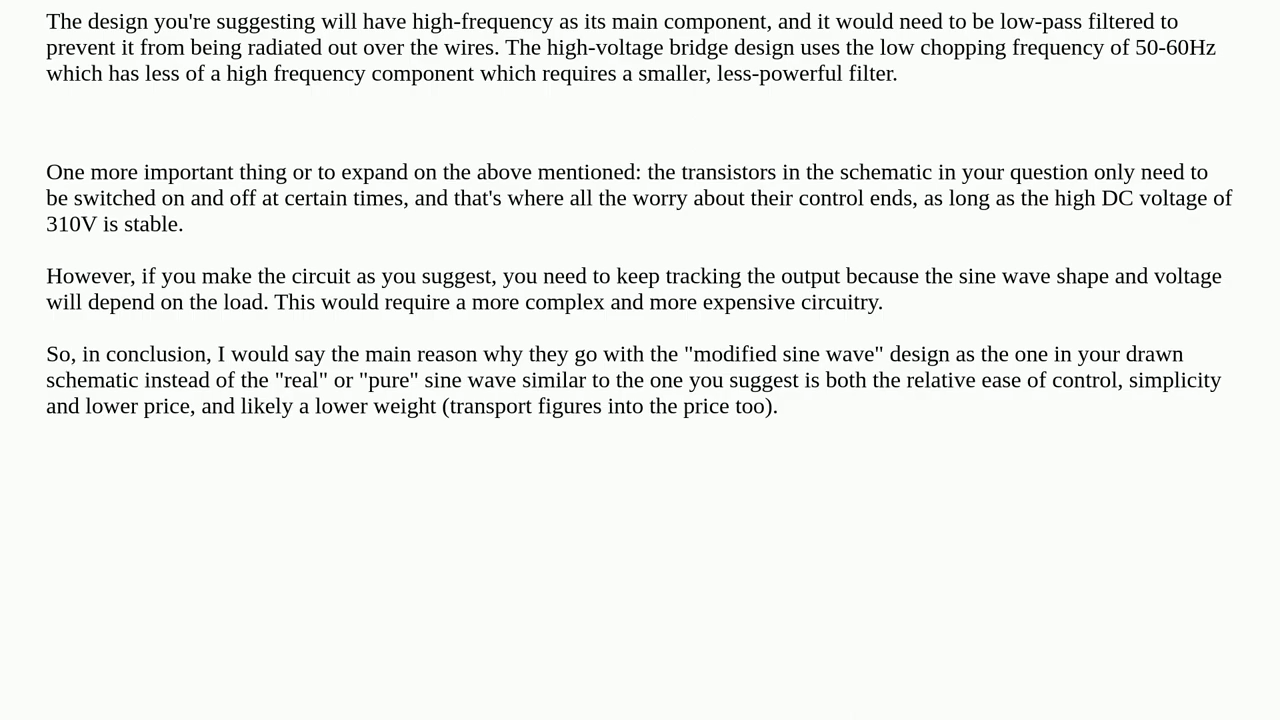 The design you're suggesting will have high-frequency as its main component, and it would need to be low-pass filtered to
prevent it from being radiated out over the wires. The high-voltage bridge design uses the low chopping frequency of 50-60Hz
which has less of a high frequency component which requires a smaller, less-powerful filter.
One more important thing or to expand on the above mentioned: the transistors in the schematic in your question only need to
be switched on and off at certain times, and that's where all the worry about their control ends, as long as the high DC voltage of
310V is stable.
However, if you make the circuit as you suggest, you need to keep tracking the output because the sine wave shape and voltage
will depend on the load. This would require a more complex and more expensive circuitry.
So, in conclusion, I would say the main reason why they go with the "modified sine wave" design as the one in your drawn
schematic instead of the "real" or "pure" sine wave similar to the one you suggest is both the relative ease of control, simplicity
and lower price, and likely a lower weight (transport figures into the price too).